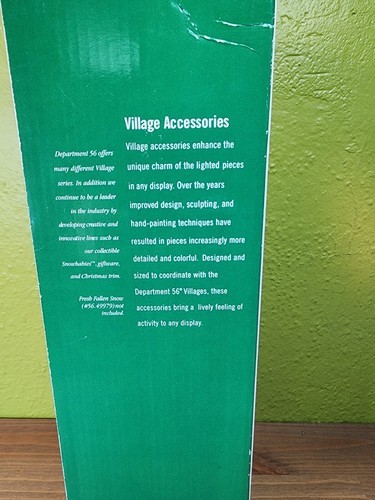 Village Accessories
Village accessories enhance the
unique charm of the lighted pieces
in any display. Over the years
improved design, sculpting, and
hand-painting techniques have
resulted in pieces increasingly more
detailed and colorful. Designed and
sized to coordinate with the
Department 56® Villages, these
accessories bring a lively feeling of
activity to any display.
Department 56 offers
many different Village
series. In addition we
continue to be a leader
in the industry by
developing creative and
innovative lines such as
our collectible
Snowbabies™, giftware,
and Christmas trim.
Fresh Fallen Snow
(#56.49979) not
included.